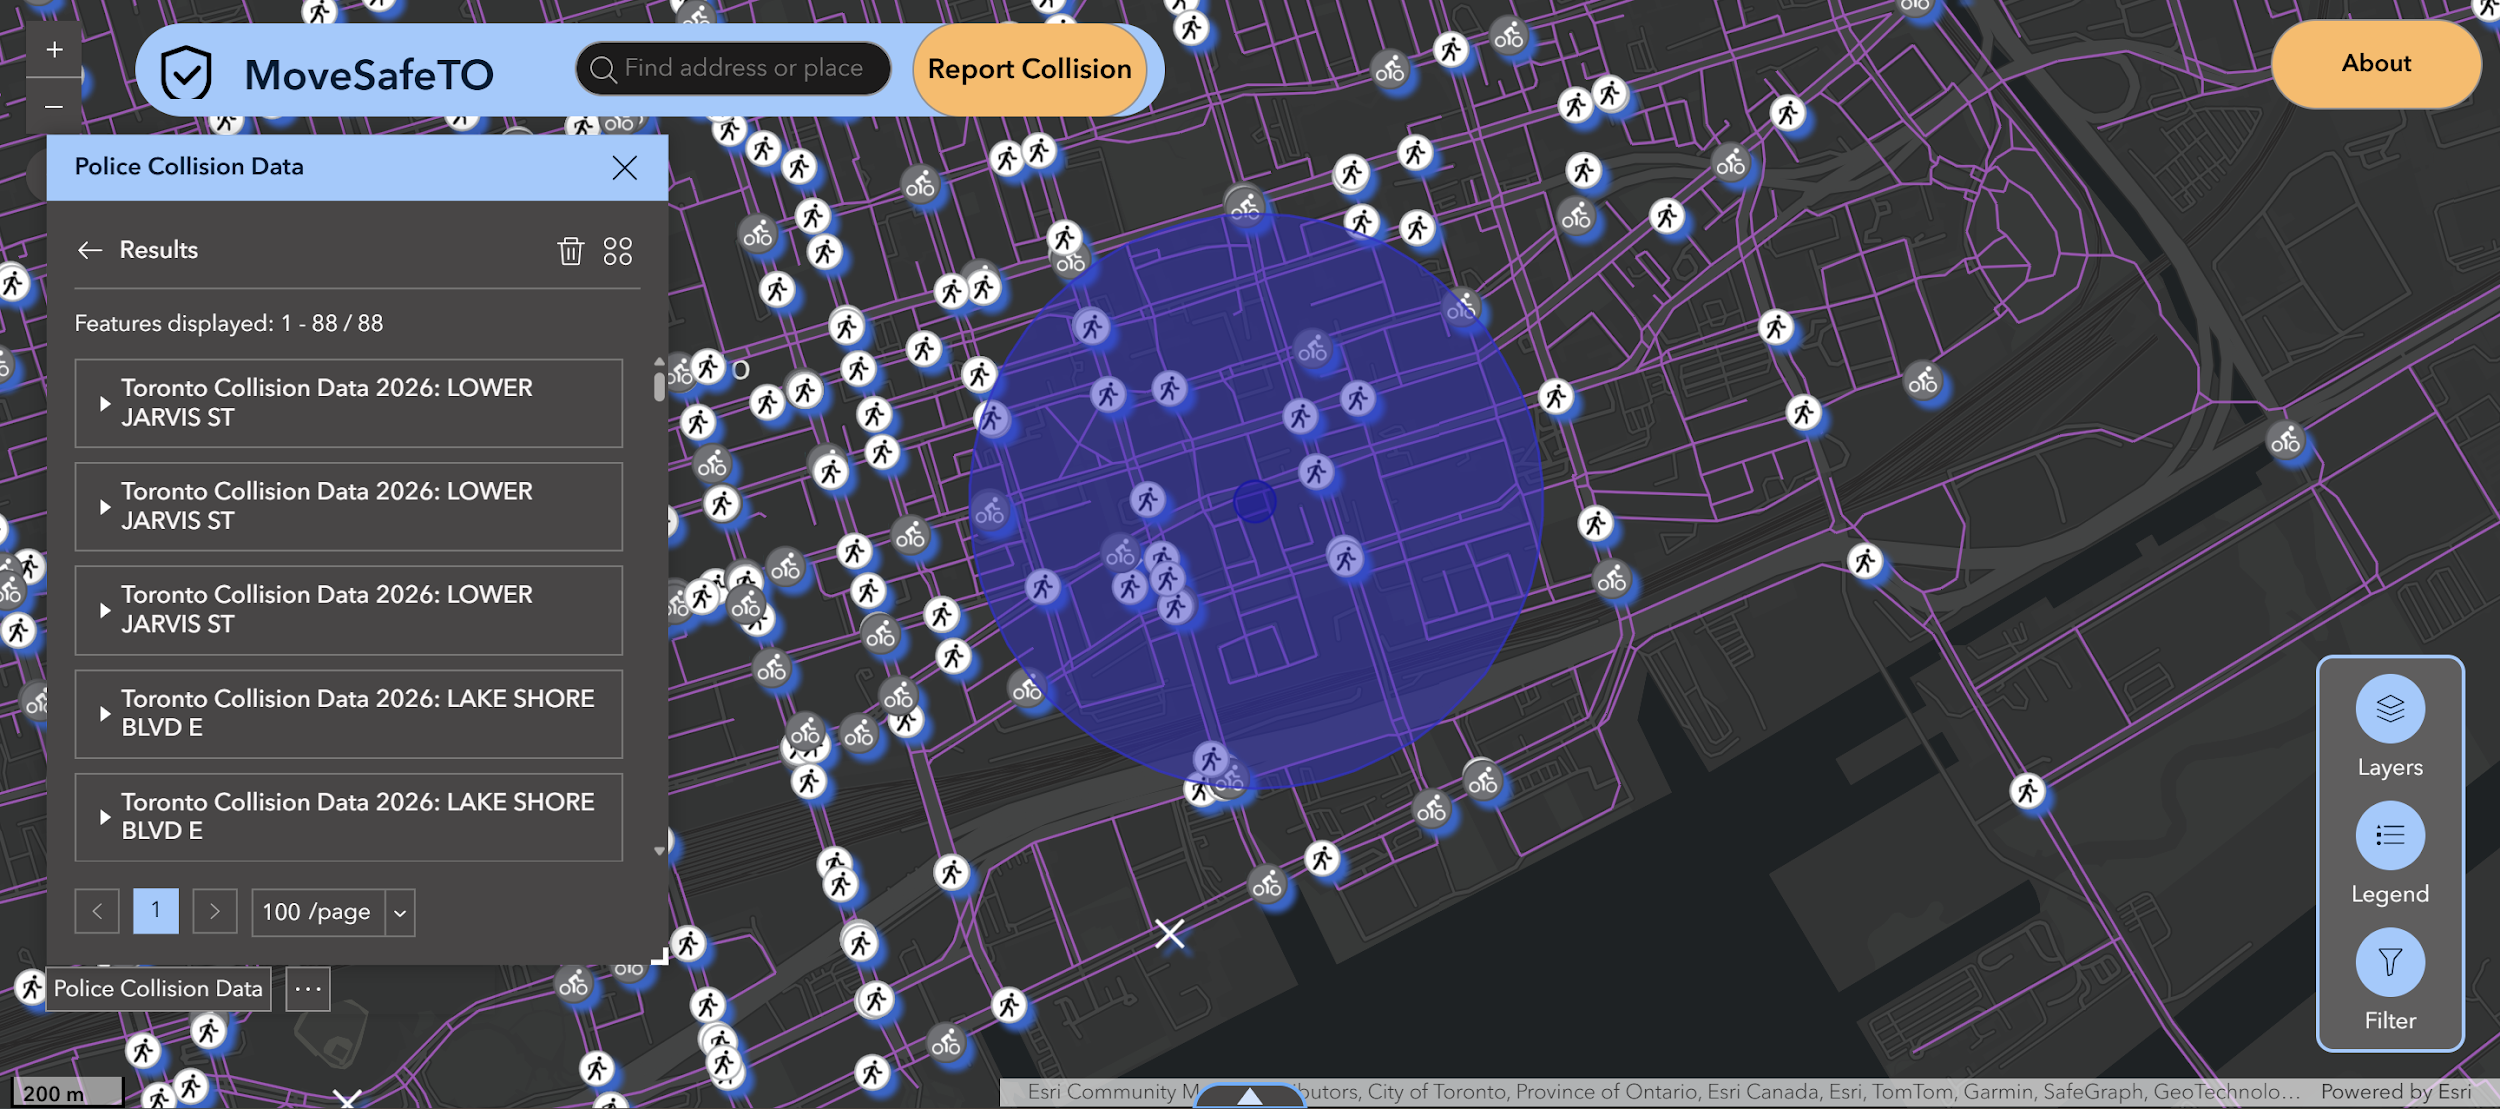 MoveSafeTO
Find address or place
Report Collision
About
Police Collision Data
Results
Features displayed: 1 - 88 / 88
Toronto Collision Data 2026: LOWER
JARVIS ST
Toronto Collision Data 2026: LOWER
JARVIS ST
Toronto Collision Data 2026: LOWER
JARVIS ST
Toronto Collision Data 2026: LAKE SHORE
BLVD E
Toronto Collision Data 2026: LAKE SHORE
BLVD E
1
100 /page
Police Collision Data
Layers
Legend
Filter
200 m
Esri Community M ibutors, City of Toronto, Province of Ontario, Esri Canada, Esri, TomTom, Garmin, SafeGraph, GeoTechnolo... Powered by Esri